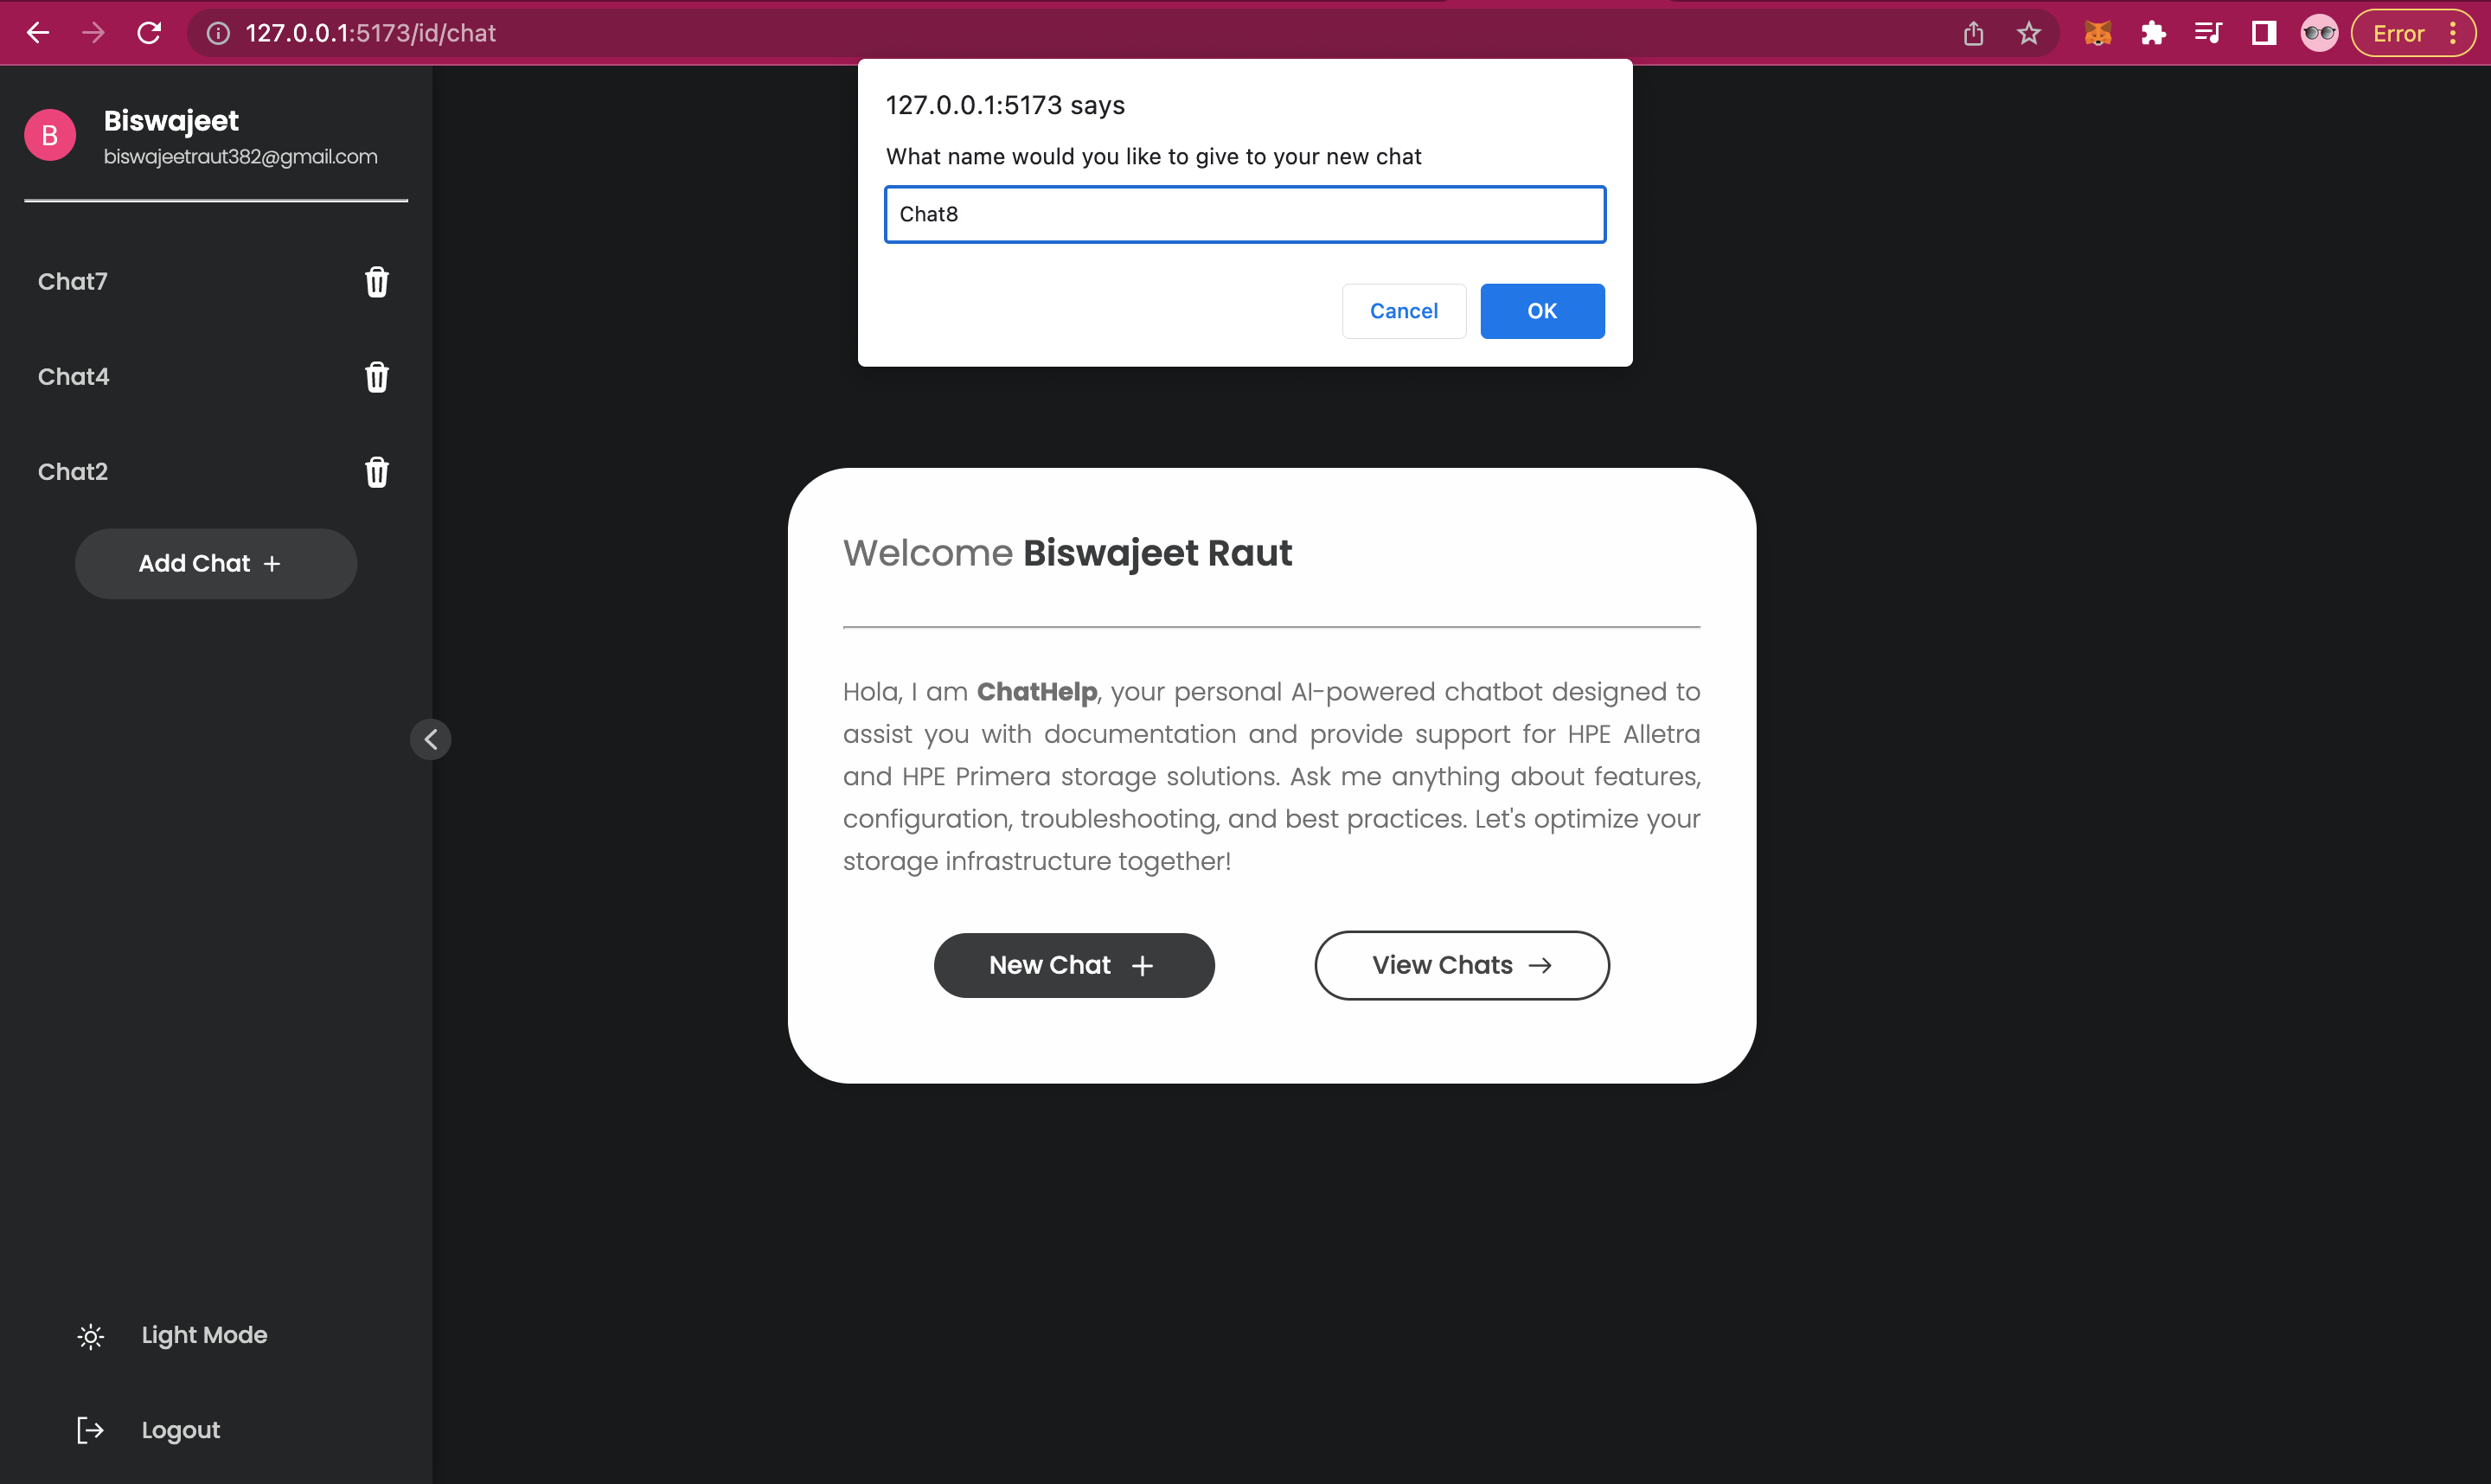 127.0.0.1:5173/id/chat
Error
127.0.0.1:5173 says
What name would you like to give to your new chat
Chat8
Cancel
OK
B
Biswajeet
biswajeetraut382@gmail.com
Chat7
Chat4
Chat2
Add Chat +
Welcome Biswajeet Raut
Hola, I am ChatHelp, your personal AI-powered chatbot designed to
assist you with documentation and provide support for HPE Alletra
and HPE Primera storage solutions. Ask me anything about features,
configuration, troubleshooting, and best practices. Let's optimize your
storage infrastructure together!
New Chat +
View Chats →
Light Mode
Logout